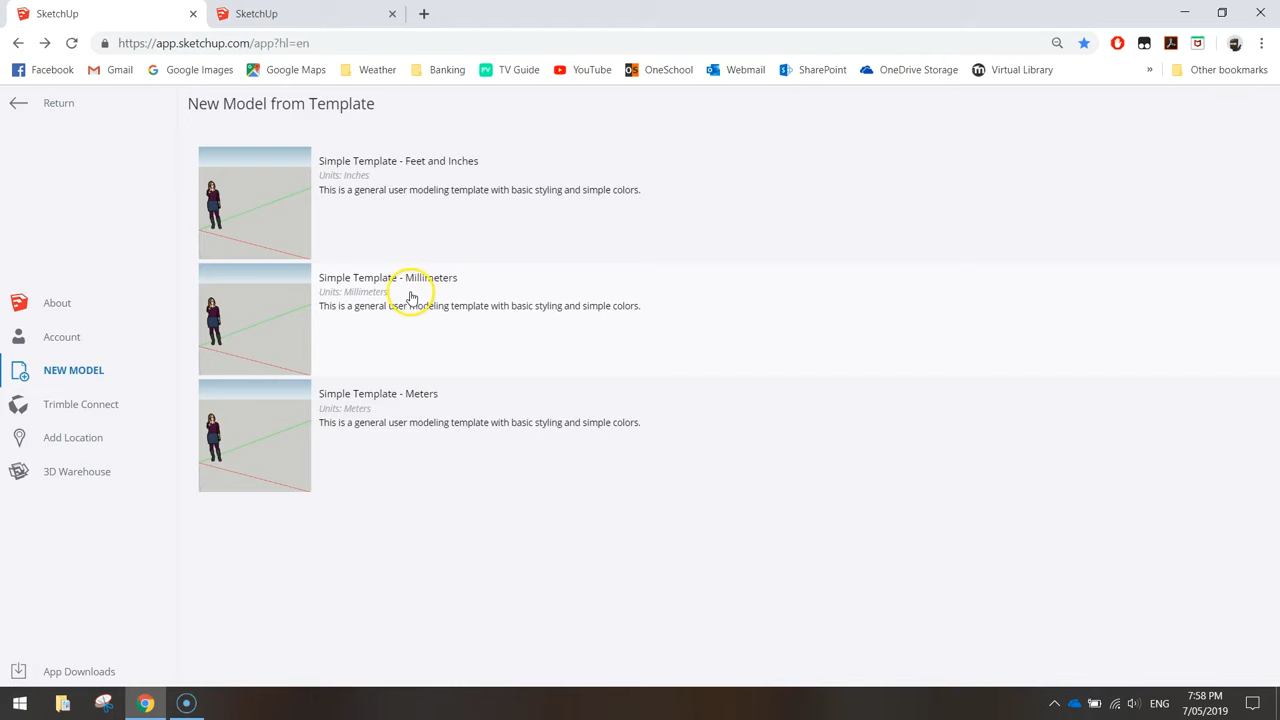 SketchUp
SketchUp
https://app.sketchup.com/app?hl=en
Facebook
Gmail
Google Images
Google Maps
Weather
Banking
TV Guide
YouTube
OneSchool
Webmail
SharePoint
OneDrive Storage
Virtual Library
»
Other bookmarks
Return
New Model from Template
Simple Template - Feet and Inches
Units: Inches
This is a general user modeling template with basic styling and simple colors.
Simple Template - Millimeters
Units: Millimeters
This is a general user modeling template with basic styling and simple colors.
Simple Template - Meters
Units: Meters
This is a general user modeling template with basic styling and simple colors.
About
Account
NEW MODEL
Trimble Connect
Add Location
3D Warehouse
App Downloads
ENG
7:58 PM
7/05/2019